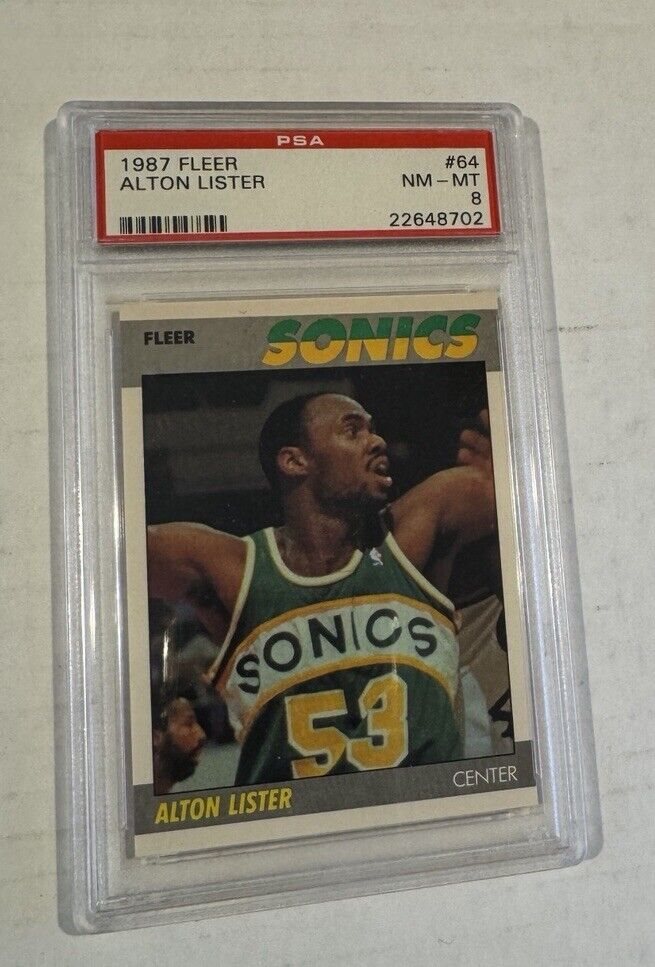 PSA
1987 FLEER #64
ALTON LISTER NM - MT
8
22648702
FLEER SONICS
SONICS
53
CENTER
ALTON LISTER